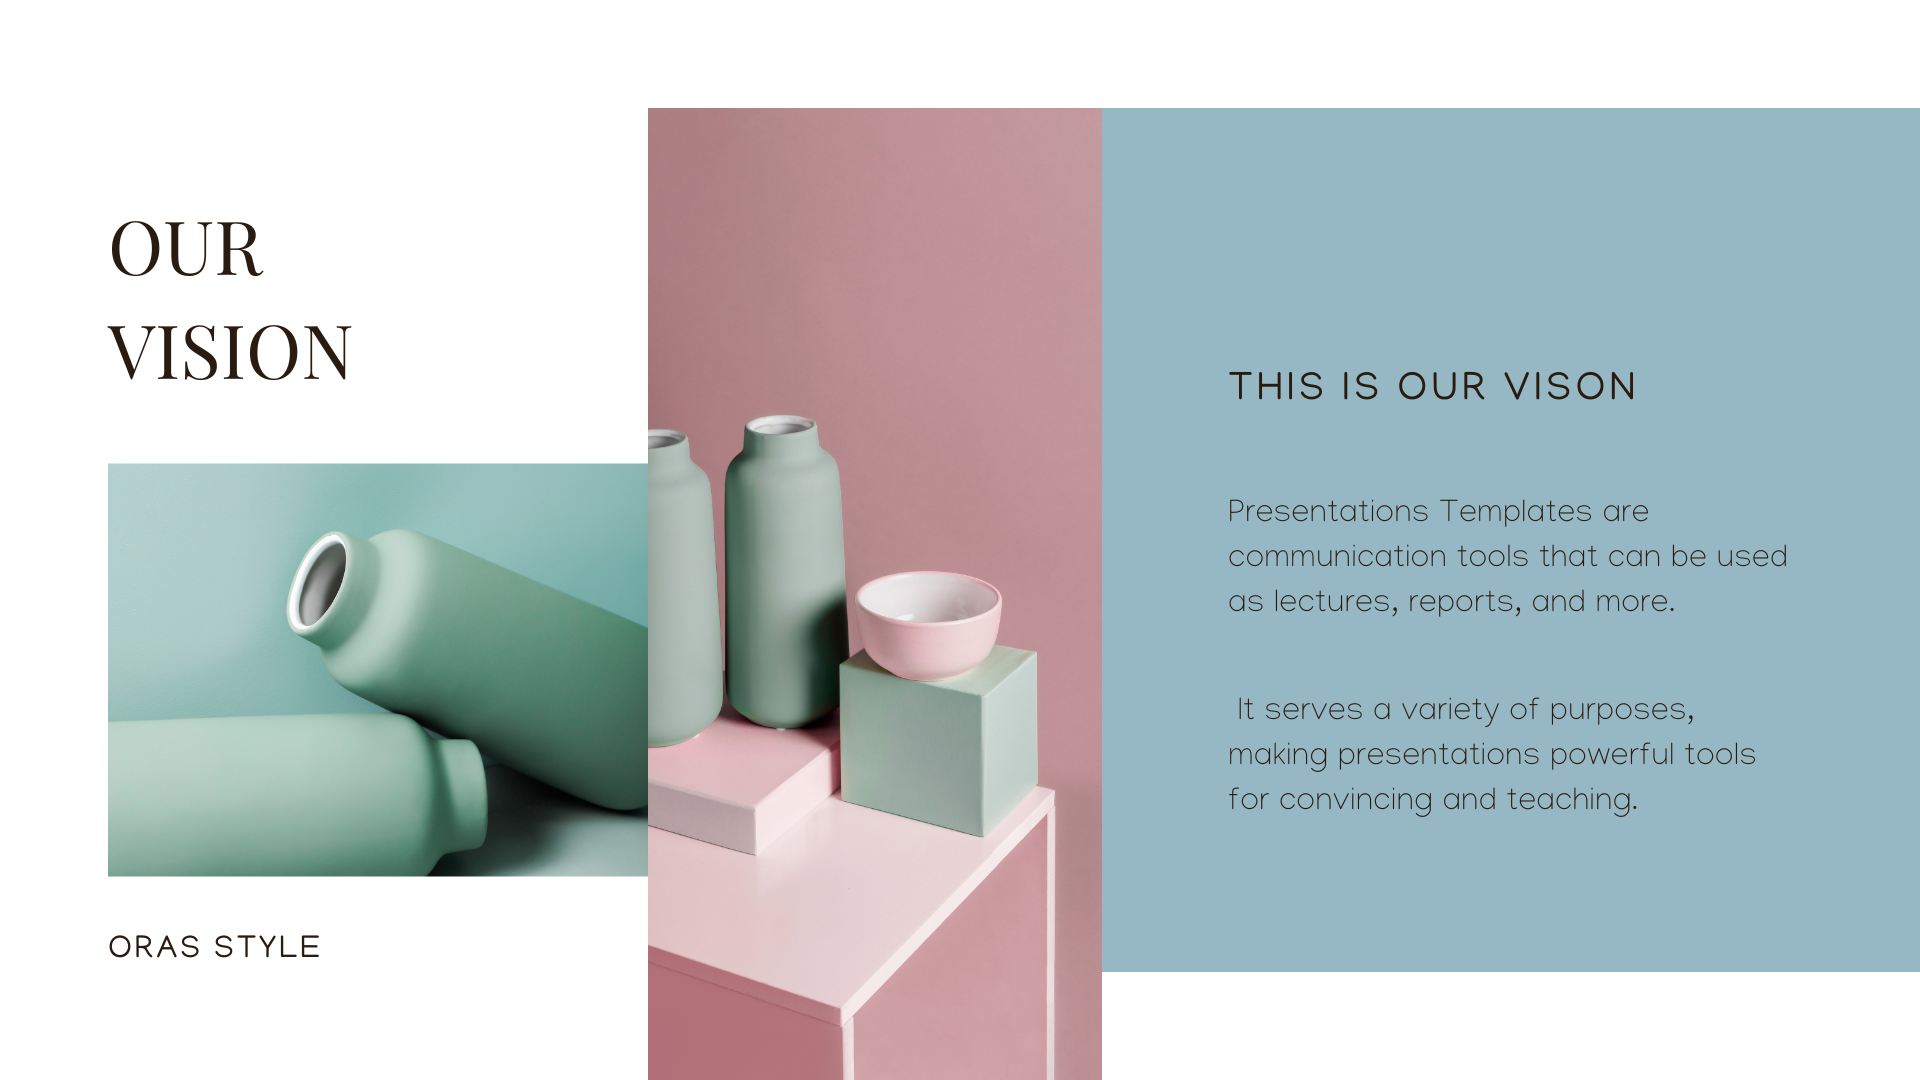 OUR
VISION
ORAS STYLE
THIS IS OUR VISON
Presentations Templates are
communication tools that can be used
as lectures, reports, and more.
It serves a variety of purposes,
making presentations powerful tools
for convincing and teaching.